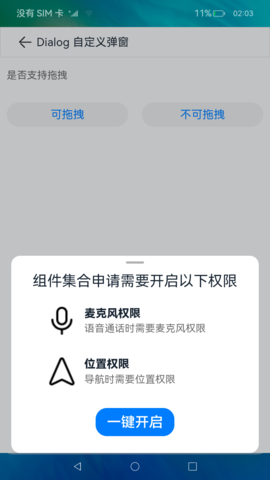 没有 SIM 卡 11% 02:03
Dialog 自定义弹窗
是否支持拖拽
可拖拽 不可拖拽
组件集合申请需要开启以下权限
麦克风权限
语音通话时需要麦克风权限
位置权限
导航时需要位置权限
一键开启